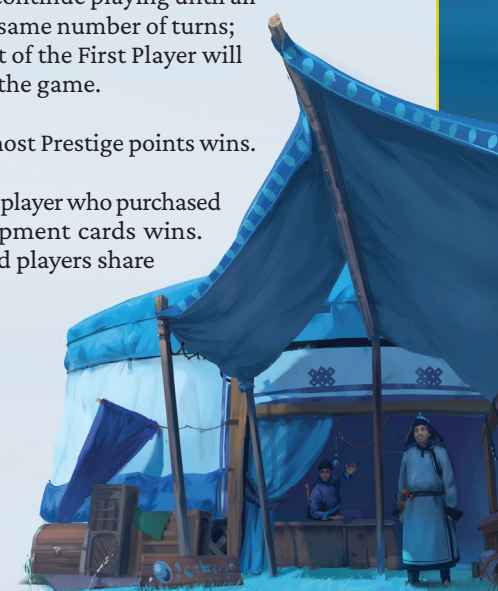 continue playing until all
same number of turns;
t of the First Player will
the game.
most Prestige points wins.
player who purchased
pment cards wins.
d players share